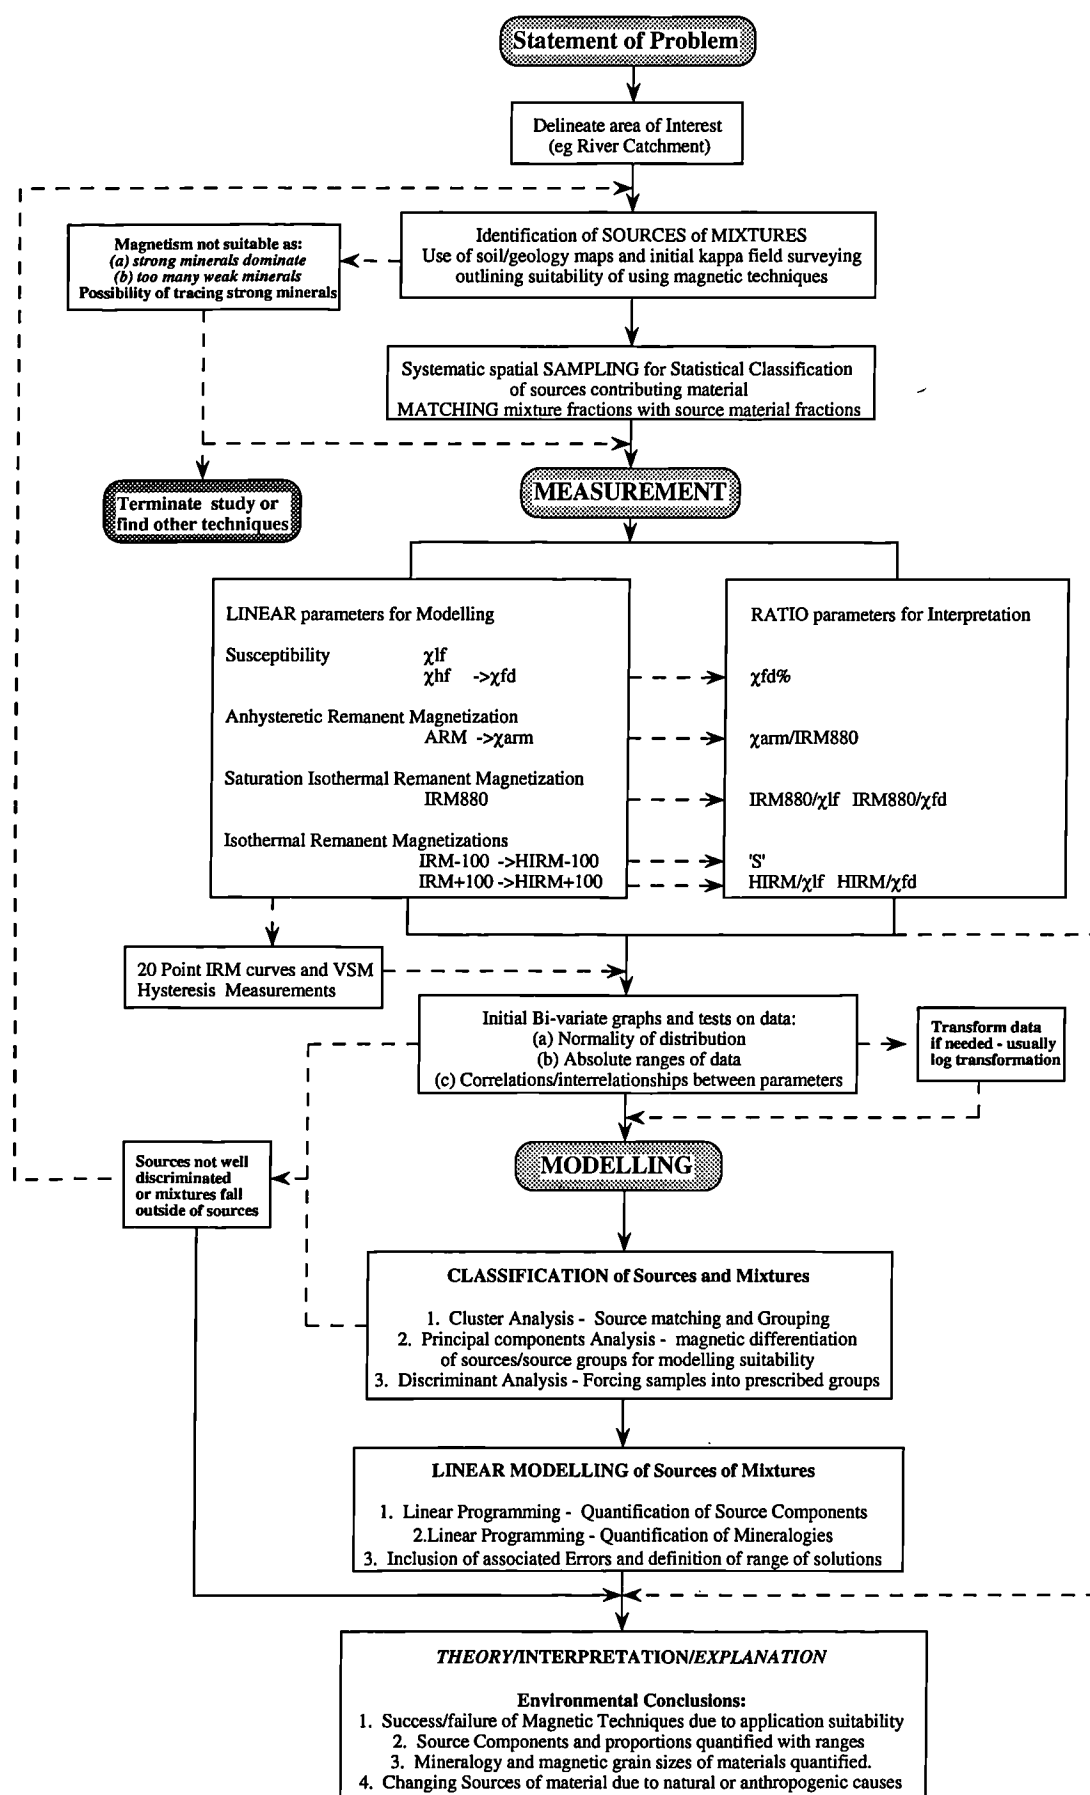 Statement of Problem
Delineate area of Interest
(eg River Catchment)
Identification of SOURCES of MIXTURES
Use of soil/geology maps and initial kappa field surveying
outlining suitability of using magnetic techniques
Magnetism not suitable as:
(a) strong minerals dominate
(b) too many weak minerals
Possibility of tracing strong minerals
Systematic spatial SAMPLING for Statistical Classification
of sources contributing material
MATCHING mixture fractions with source material fractions
Terminate study or
find other techniques
MEASUREMENT
LINEAR parameters for Modelling
Susceptibility χlf
χhf ->χfd
Anhysteretic Remanent Magnetization
ARM ->χarm
Saturation Isothermal Remanent Magnetization
IRM880
Isothermal Remanent Magnetizations
IRM-100 ->HIRM-100
IRM+100 ->HIRM+100
RATIO parameters for Interpretation
χfd%
χarm/IRM880
IRM880/χlf IRM880/χfd
'S'
HIRM/χlf HIRM/χfd
20 Point IRM curves and VSM
Hysteresis Measurements
Initial Bi-variate graphs and tests on data:
(a) Normality of distribution
(b) Absolute ranges of data
(c) Correlations/interrelationships between parameters
Transform data
if needed - usually
log transformation
MODELLING
Sources not well
discriminated
or mixtures fall
outside of sources
CLASSIFICATION of Sources and Mixtures
1. Cluster Analysis - Source matching and Grouping
2. Principal components Analysis - magnetic differentiation
of sources/source groups for modelling suitability
3. Discriminant Analysis - Forcing samples into prescribed groups
LINEAR MODELLING of Sources of Mixtures
1. Linear Programming - Quantification of Source Components
2.Linear Programming - Quantification of Mineralogies
3. Inclusion of associated Errors and definition of range of solutions
THEORY/INTERPRETATION/EXPLANATION
Environmental Conclusions:
1. Success/failure of Magnetic Techniques due to application suitability
2. Source Components and proportions quantified with ranges
3. Mineralogy and magnetic grain sizes of materials quantified.
4. Changing Sources of material due to natural or anthropogenic causes